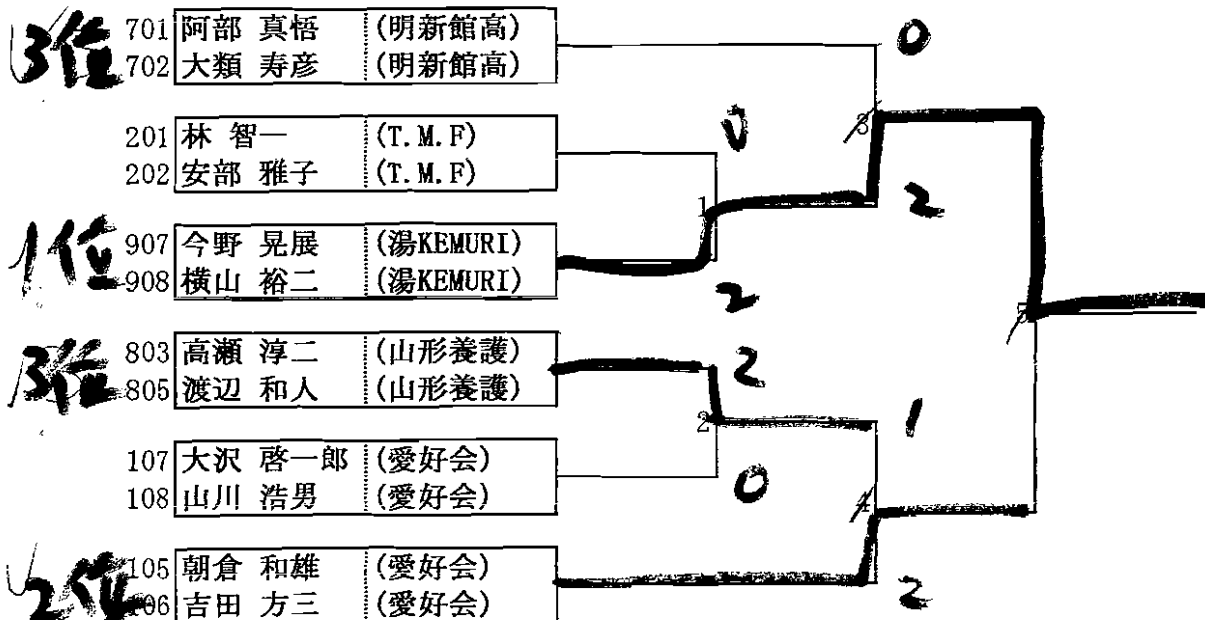 3位 701 阿部 真悟 (明新館高) 0
702 大類 寿彦 (明新館高)
3
201 林 智一 (T.M.F) 0
202 安部 雅子 (T.M.F)
1 2
1位 907 今野 晃展 (湯KEMURI)
908 横山 裕二 (湯KEMURI) 2
5
3位 803 高瀬 淳二 (山形養護) 2
805 渡辺 和人 (山形養護)
2 1
107 大沢 啓一郎 (愛好会)
108 山川 浩男 (愛好会) 0
4
2位 105 朝倉 和雄 (愛好会) 2
106 吉田 方三 (愛好会)